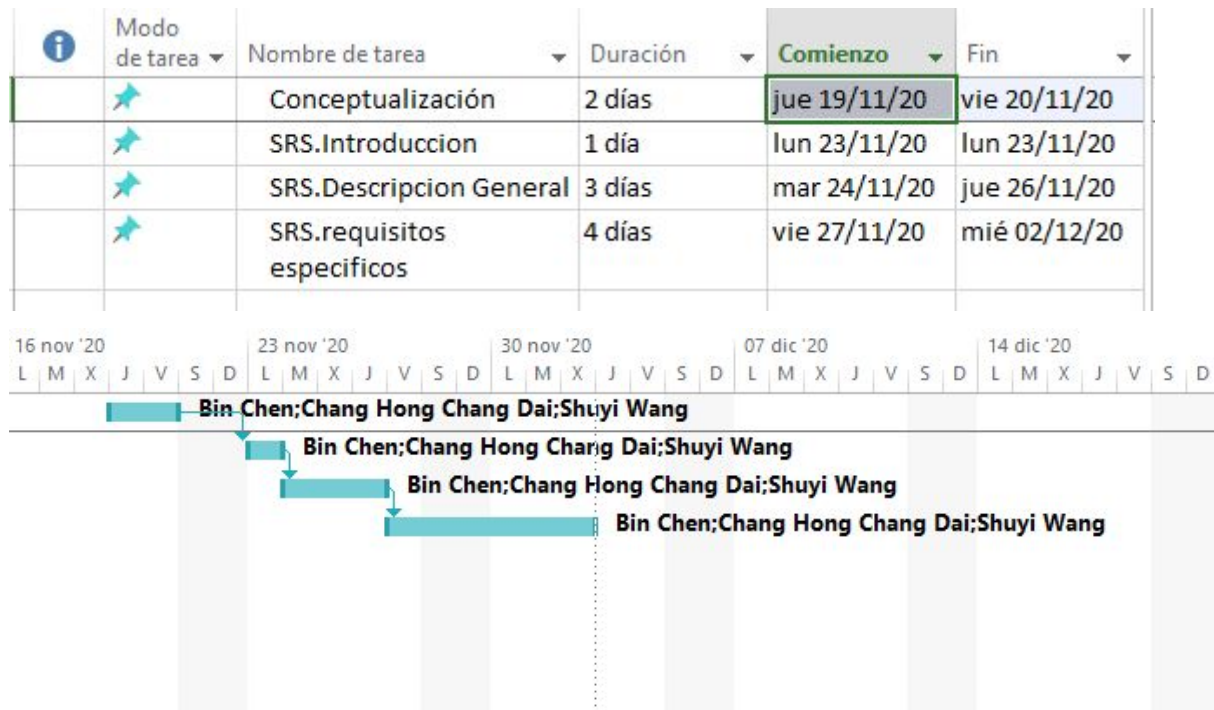 Modo
de tarea Nombre de tarea Duración Comienzo Fin
Conceptualización 2 días jue 19/11/20 vie 20/11/20
SRS.Introduccion 1 día lun 23/11/20 lun 23/11/20
SRS.Descripcion General 3 días mar 24/11/20 jue 26/11/20
SRS.requisitos 4 días vie 27/11/20 mié 02/12/20
especificos
16 nov '20 23 nov '20 30 nov '20 07 dic '20 14 dic '20
L M X J V S D L M X J V S D L M X J V S D L M X J V S D L M X J V S D
Bin Chen;Chang Hong Chang Dai;Shuyi Wang
Bin Chen;Chang Hong Chang Dai;Shuyi Wang
Bin Chen;Chang Hong Chang Dai;Shuyi Wang
Bin Chen;Chang Hong Chang Dai;Shuyi Wang